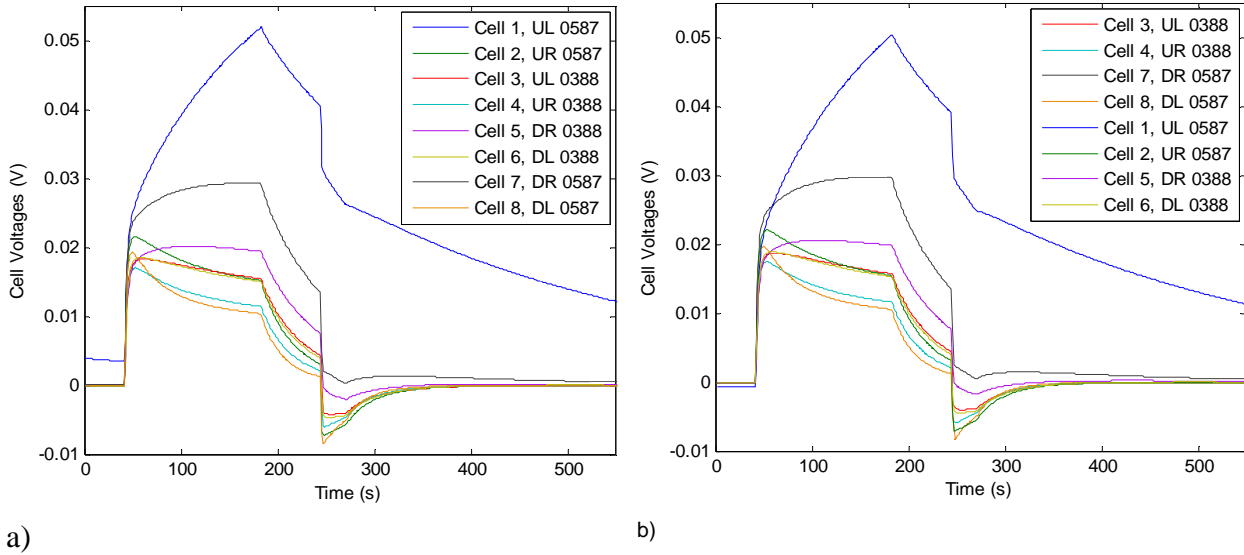 0.05
0.04
0.03
0.02
0.01
0
-0.01
Cell Voltages (V)
0 100 200 300 400 500
Time (s)
Cell 1, UL 0587
Cell 2, UR 0587
Cell 3, UL 0388
Cell 4, UR 0388
Cell 5, DR 0388
Cell 6, DL 0388
Cell 7, DR 0587
Cell 8, DL 0587
a)
0.05
0.04
0.03
0.02
0.01
0
-0.01
Cell Voltages (V)
0 100 200 300 400 500
Time (s)
Cell 3, UL 0388
Cell 4, UR 0388
Cell 7, DR 0587
Cell 8, DL 0587
Cell 1, UL 0587
Cell 2, UR 0587
Cell 5, DR 0388
Cell 6, DL 0388
b)